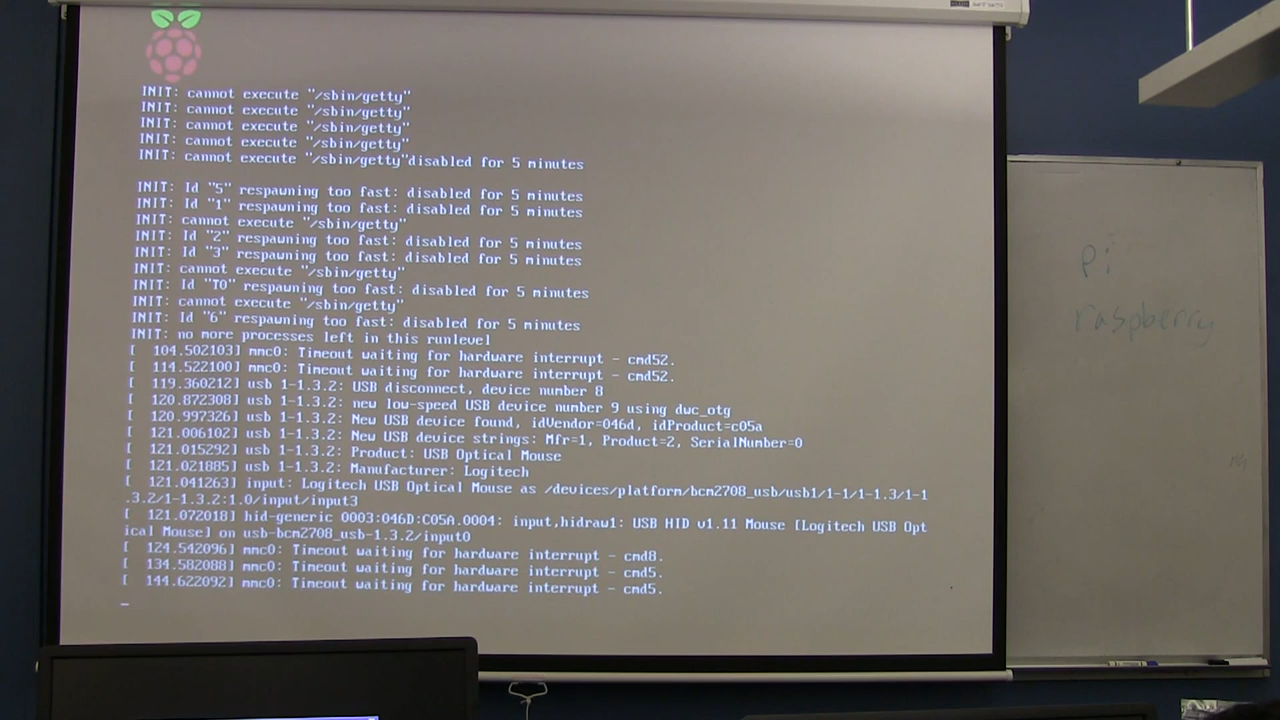 INIT: cannot execute "/sbin/getty"
INIT: cannot execute "/sbin/getty"
INIT: cannot execute "/sbin/getty"
INIT: cannot execute "/sbin/getty"
INIT: cannot execute "/sbin/getty"disabled for 5 minutes
INIT: Id "5" respawning too fast: disabled for 5 minutes
INIT: Id "1" respawning too fast: disabled for 5 minutes
INIT: cannot execute "/sbin/getty"
INIT: Id "2" respawning too fast: disabled for 5 minutes
INIT: Id "3" respawning too fast: disabled for 5 minutes
INIT: cannot execute "/sbin/getty"
INIT: Id "T0" respawning too fast: disabled for 5 minutes
INIT: cannot execute "/sbin/getty"
INIT: Id "6" respawning too fast: disabled for 5 minutes
INIT: no more processes left in this runlevel
[  104.502103] mmc0: Timeout waiting for hardware interrupt - cmd52.
[  114.522100] mmc0: Timeout waiting for hardware interrupt - cmd52.
[  119.360212] usb 1-1.3.2: USB disconnect, device number 8
[  120.872308] usb 1-1.3.2: new low-speed USB device number 9 using dwc_otg
[  120.997326] usb 1-1.3.2: New USB device found, idVendor=046d, idProduct=c05a
[  121.006102] usb 1-1.3.2: New USB device strings: Mfr=1, Product=2, SerialNumber=0
[  121.015292] usb 1-1.3.2: Product: USB Optical Mouse
[  121.021885] usb 1-1.3.2: Manufacturer: Logitech
[  121.041263] input: Logitech USB Optical Mouse as /devices/platform/bcm2708_usb/usb1/1-1/1-1.3/1-1
.3.2/1-1.3.2:1.0/input/input3
[  121.072018] hid-generic 0003:046D:C05A.0004: input,hidraw1: USB HID v1.11 Mouse [Logitech USB Opt
ical Mouse] on usb-bcm2708_usb-1.3.2/input0
[  124.542096] mmc0: Timeout waiting for hardware interrupt - cmd8.
[  134.582088] mmc0: Timeout waiting for hardware interrupt - cmd5.
[  144.622092] mmc0: Timeout waiting for hardware interrupt - cmd5.
pi
raspberry